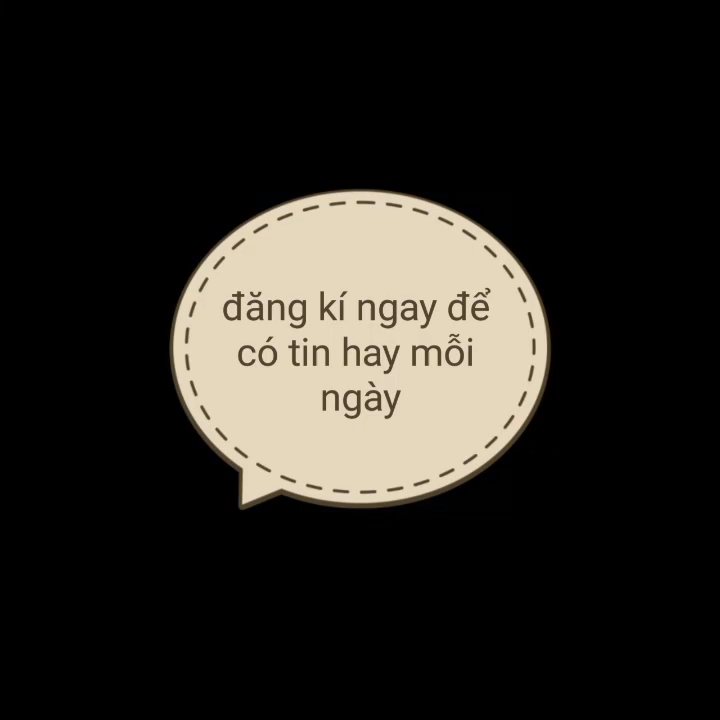 đăng kí ngay để
có tin hay mỗi
ngày